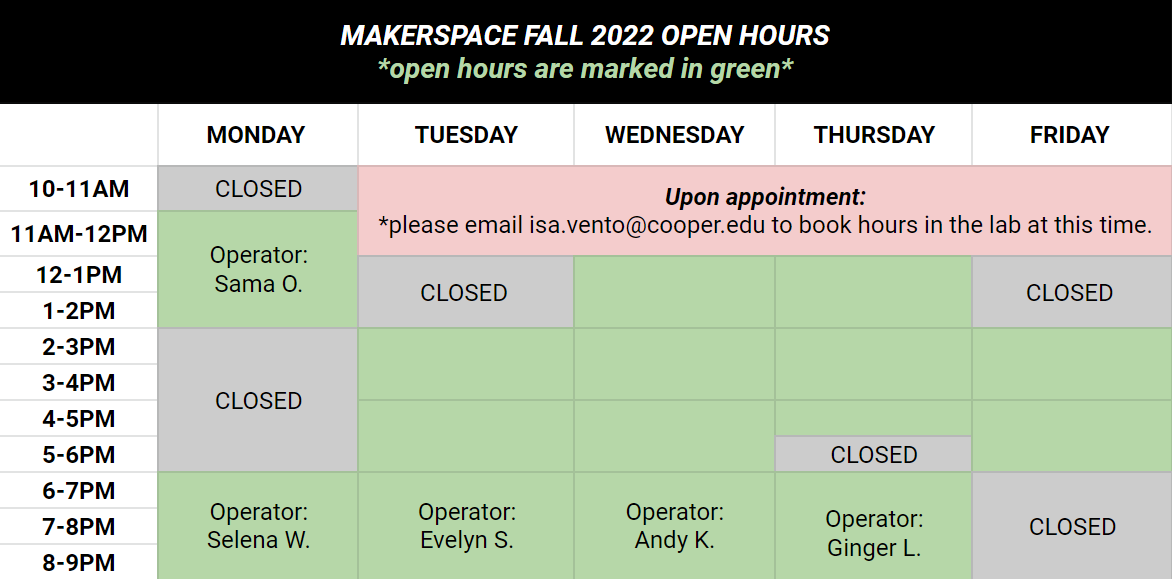 MAKERSPACE FALL 2022 OPEN HOURS
*open hours are marked in green*
MONDAY TUESDAY WEDNESDAY THURSDAY FRIDAY
10-11AM CLOSED
Upon appointment:
*please email isa.vento@cooper.edu to book hours in the lab at this time.
11AM-12PM
Operator:
Sama O.
12-1PM
CLOSED CLOSED
1-2PM
2-3PM
3-4PM
CLOSED
4-5PM
5-6PM CLOSED
6-7PM
Operator:
Selena W.
Operator:
Evelyn S.
Operator:
Andy K.
Operator:
Ginger L.
7-8PM CLOSED
8-9PM